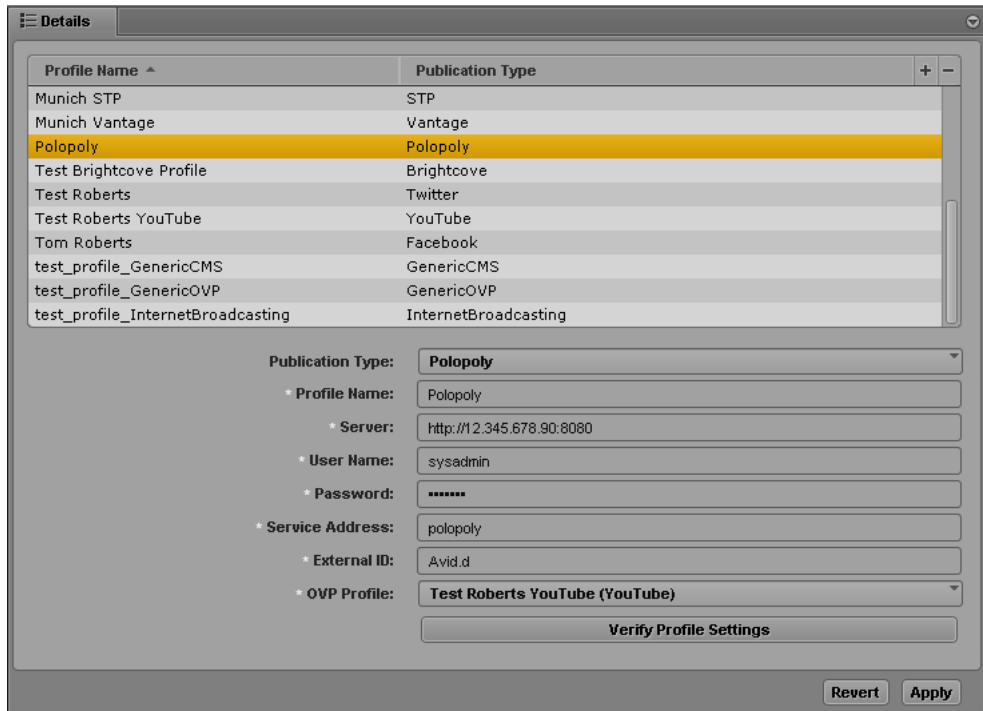 Details
Profile Name Publication Type + −
Munich STP STP
Munich Vantage Vantage
Polopoly Polopoly
Test Brightcove Profile Brightcove
Test Roberts Twitter
Test Roberts YouTube YouTube
Tom Roberts Facebook
test_profile_GenericCMS GenericCMS
test_profile_GenericOVP GenericOVP
test_profile_InternetBroadcasting InternetBroadcasting
Publication Type: Polopoly
* Profile Name: Polopoly
* Server: http://12.345.678.90:8080
* User Name: sysadmin
* Password: •••••••
* Service Address: polopoly
* External ID: Avid.d
* OVP Profile: Test Roberts YouTube (YouTube)
Verify Profile Settings
Revert Apply